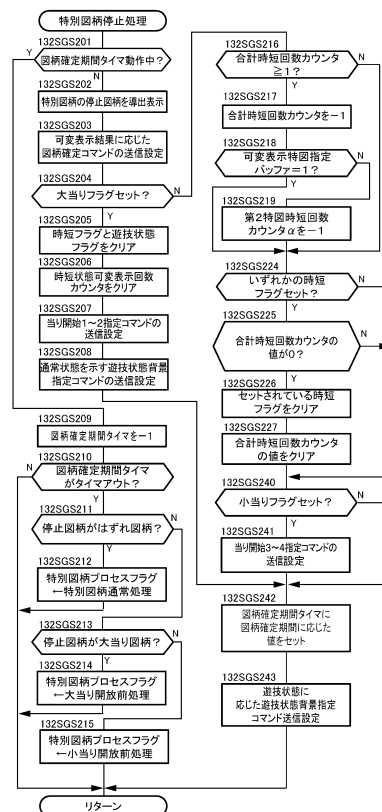 特別図柄停止処理
132SGS201
Y
図柄確定期間タイマ動作中？
N
132SGS202
特別図柄の停止図柄を導出表示
132SGS203
可変表示結果に応じた
図柄確定コマンドの送信設定
132SGS204
大当りフラグセット？
N
132SGS205
Y
時短フラグと遊技状態
フラグをクリア
132SGS206
時短状態可変表示回数
カウンタをクリア
132SGS207
当り開始1～2指定コマンドの
送信設定
132SGS208
通常状態を示す遊技状態背景
指定コマンドの送信設定
132SGS209
図柄確定期間タイマを－1
132SGS210
N
図柄確定期間タイマ
がタイマアウト？
Y
132SGS211
停止図柄がはずれ図柄？
N
Y
132SGS212
特別図柄プロセスフラグ
←特別図柄通常処理
132SGS213
停止図柄が大当り図柄？
N
Y
132SGS214
特別図柄プロセスフラグ
←大当り開放前処理
132SGS215
特別図柄プロセスフラグ
←小当り開放前処理
リターン
132SGS216
合計時短回数カウンタ
≧1？
N
Y
132SGS217
合計時短回数カウンタを－1
132SGS218
可変表示特図指定
バッファ＝1？
N
Y
132SGS219
第2特図時短回数
カウンタαを－1
132SGS224
いずれかの時短
フラグセット？
N
Y
132SGS225
合計時短回数カウンタの
値が0？
N
Y
132SGS226
セットされている時短
フラグをクリア
132SGS227
合計時短回数カウンタ
の値をクリア
132SGS240
小当りフラグセット？
N
Y
132SGS241
当り開始3～4指定コマンドの
送信設定
132SGS242
図柄確定期間タイマに
図柄確定期間に応じた
値をセット
132SGS243
遊技状態に
応じた遊技状態背景指定
コマンド送信設定